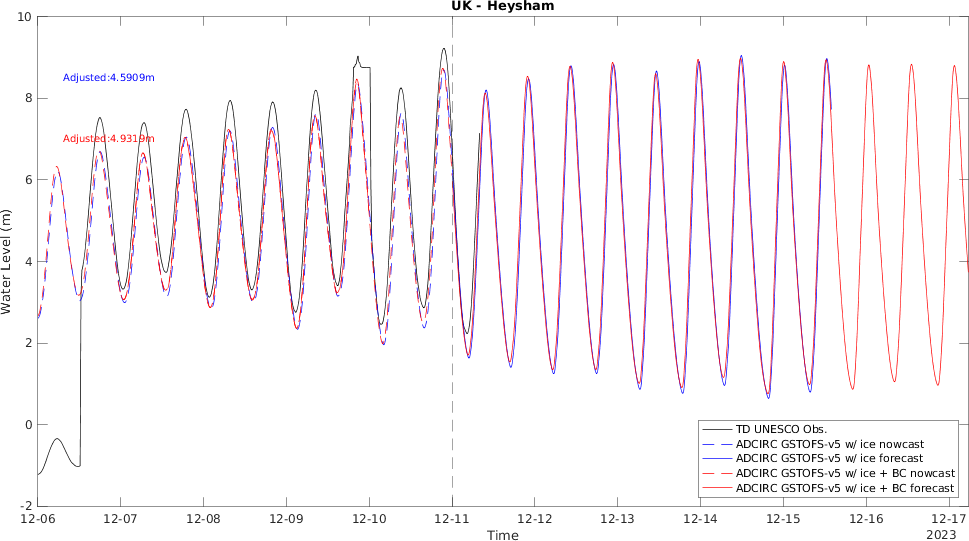 UK - Heysham
10
8
6
4
2
0
-2
Water Level (m)
Adjusted:4.5909m
Adjusted:4.9319m
TD UNESCO Obs.
ADCIRC GSTOFS-v5 w/ ice nowcast
ADCIRC GSTOFS-v5 w/ ice forecast
ADCIRC GSTOFS-v5 w/ ice + BC nowcast
ADCIRC GSTOFS-v5 w/ ice + BC forecast
12-06 12-07 12-08 12-09 12-10 12-11 12-12 12-13 12-14 12-15 12-16 12-17
Time
2023